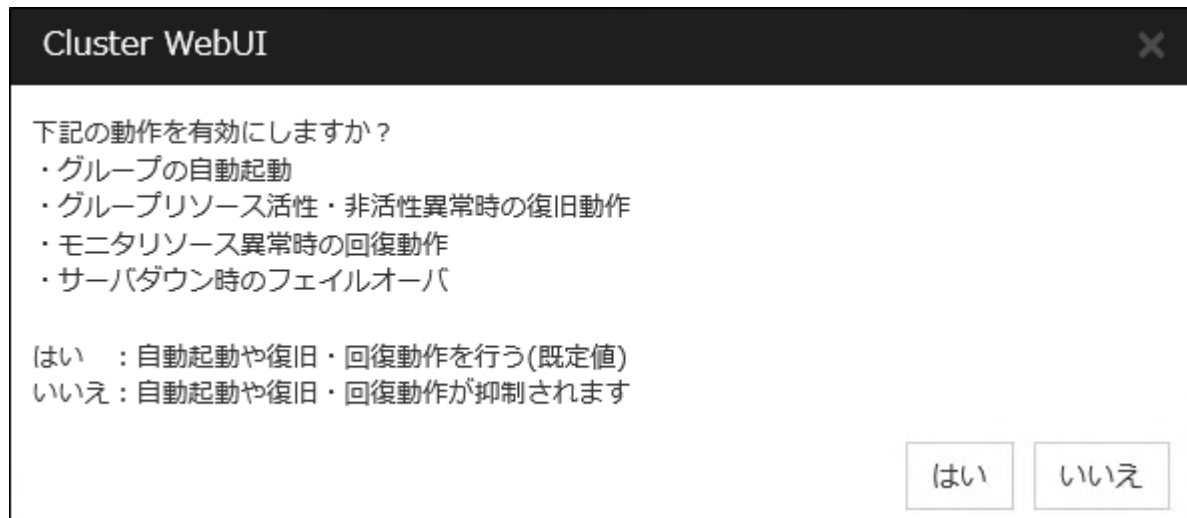 Cluster WebUI ×
下記の動作を有効にしますか？
・グループの自動起動
・グループリソース活性・非活性異常時の復旧動作
・モニタリソース異常時の回復動作
・サーバダウン時のフェイルオーバ
はい　：自動起動や復旧・回復動作を行う(既定値)
いいえ：自動起動や復旧・回復動作が抑制されます
はい いいえ